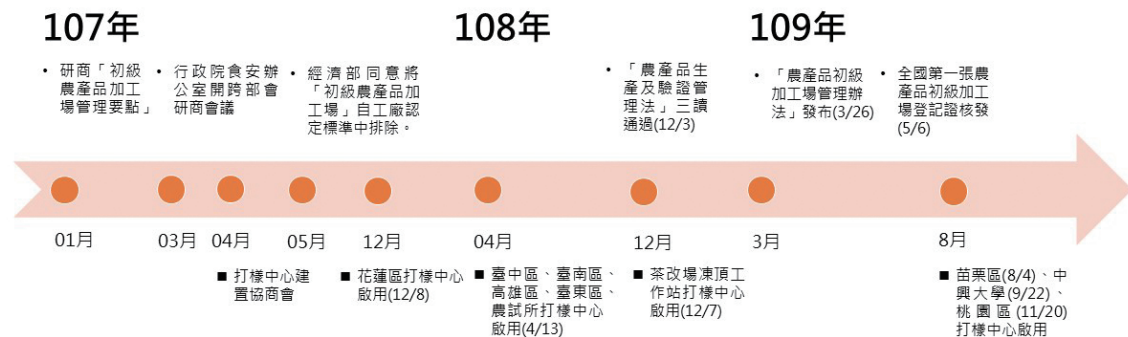 107年
108年
109年
• 研商「初級
農產品加工
場管理要點」
• 行政院食安辦
公室開跨部會
研商會議
• 經濟部同意將
「初級農產品加
工場」自工廠認
定標準中排除。
• 「農產品生
產及驗證管
理法」三讀
通過(12/3)
• 「農產品初級
加工場管理辦
法」發布(3/26)
• 全國第一張農
產品初級加工
場登記證核發
(5/6)
01月
03月
04月
05月
12月
04月
12月
3月
8月
■ 打樣中心建
置協商會
■ 花蓮區打樣中心
啟用(12/8)
■ 臺中區、臺南區、
高雄區、臺東區、
農試所打樣中心
啟用(4/13)
■ 茶改場凍頂工
作站打樣中心
啟用(12/7)
■ 苗栗區(8/4)、中
興大學(9/22)、
桃園區(11/20)
打樣中心啟用